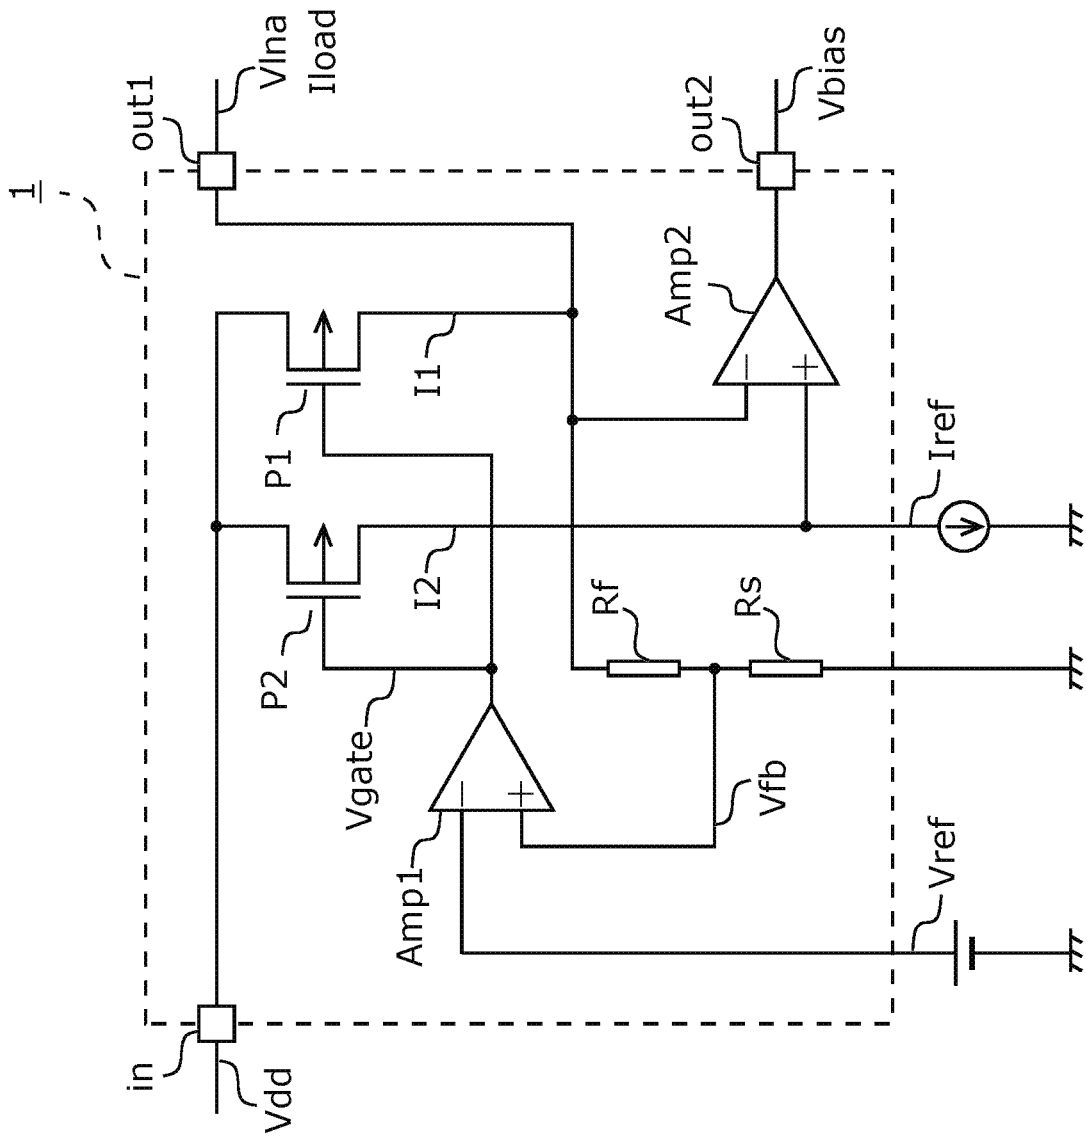 1
out1
Vlna
Iload
P1
I1
P2
I2
Vgate
Amp1
in
Vdd
Rf
Rs
Vfb
Amp2
out2
Vbias
Iref
Vref
−
+
−
+